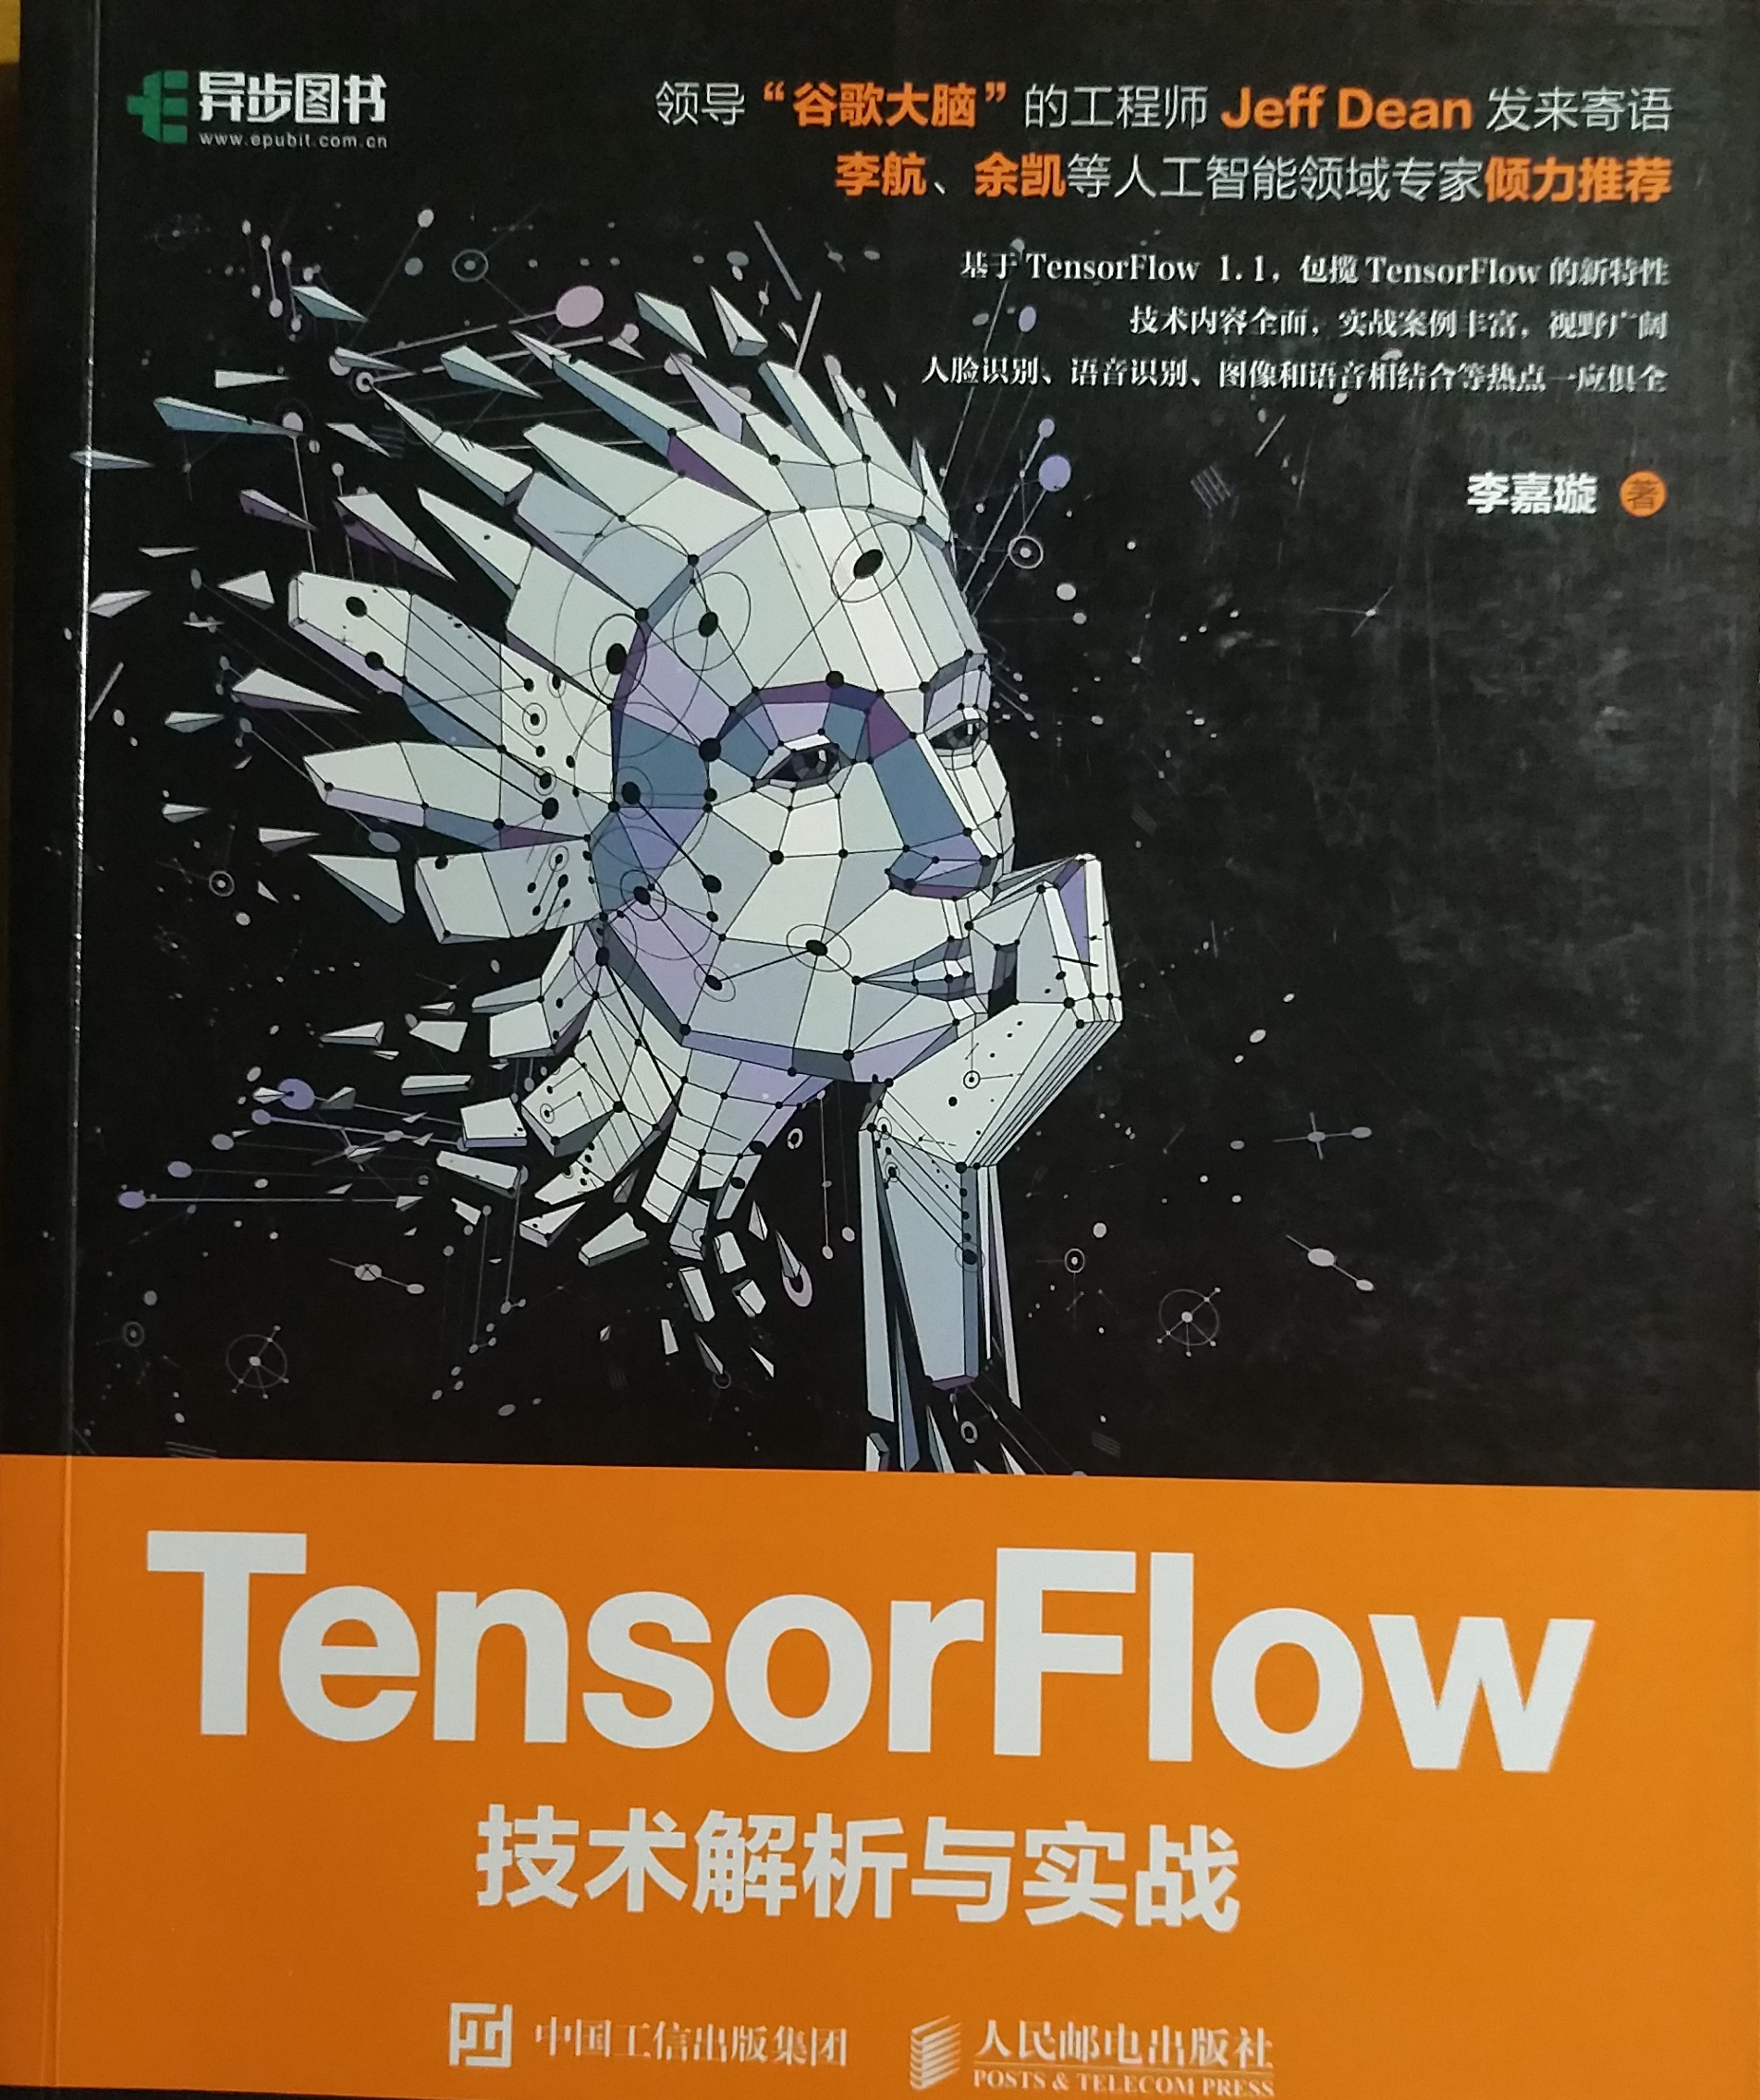 异步图书
www.epubit.com.cn
领导“谷歌大脑”的工程师 Jeff Dean 发来寄语
李航、余凯等人工智能领域专家倾力推荐
基于 TensorFlow 1.1，包揽 TensorFlow 的新特性
技术内容全面，实战案例丰富，视野广阔
人脸识别、语音识别、图像和语音相结合等热点一应俱全
李嘉璇 著
TensorFlow
技术解析与实战
中国工信出版集团
人民邮电出版社
POSTS & TELECOM PRESS